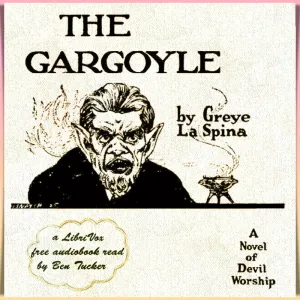 THE
GARGOYLE
by Greye
La Spina
a LibriVox
free audiobook read
by Ben Tucker
A
Novel
of
Devil
Worship